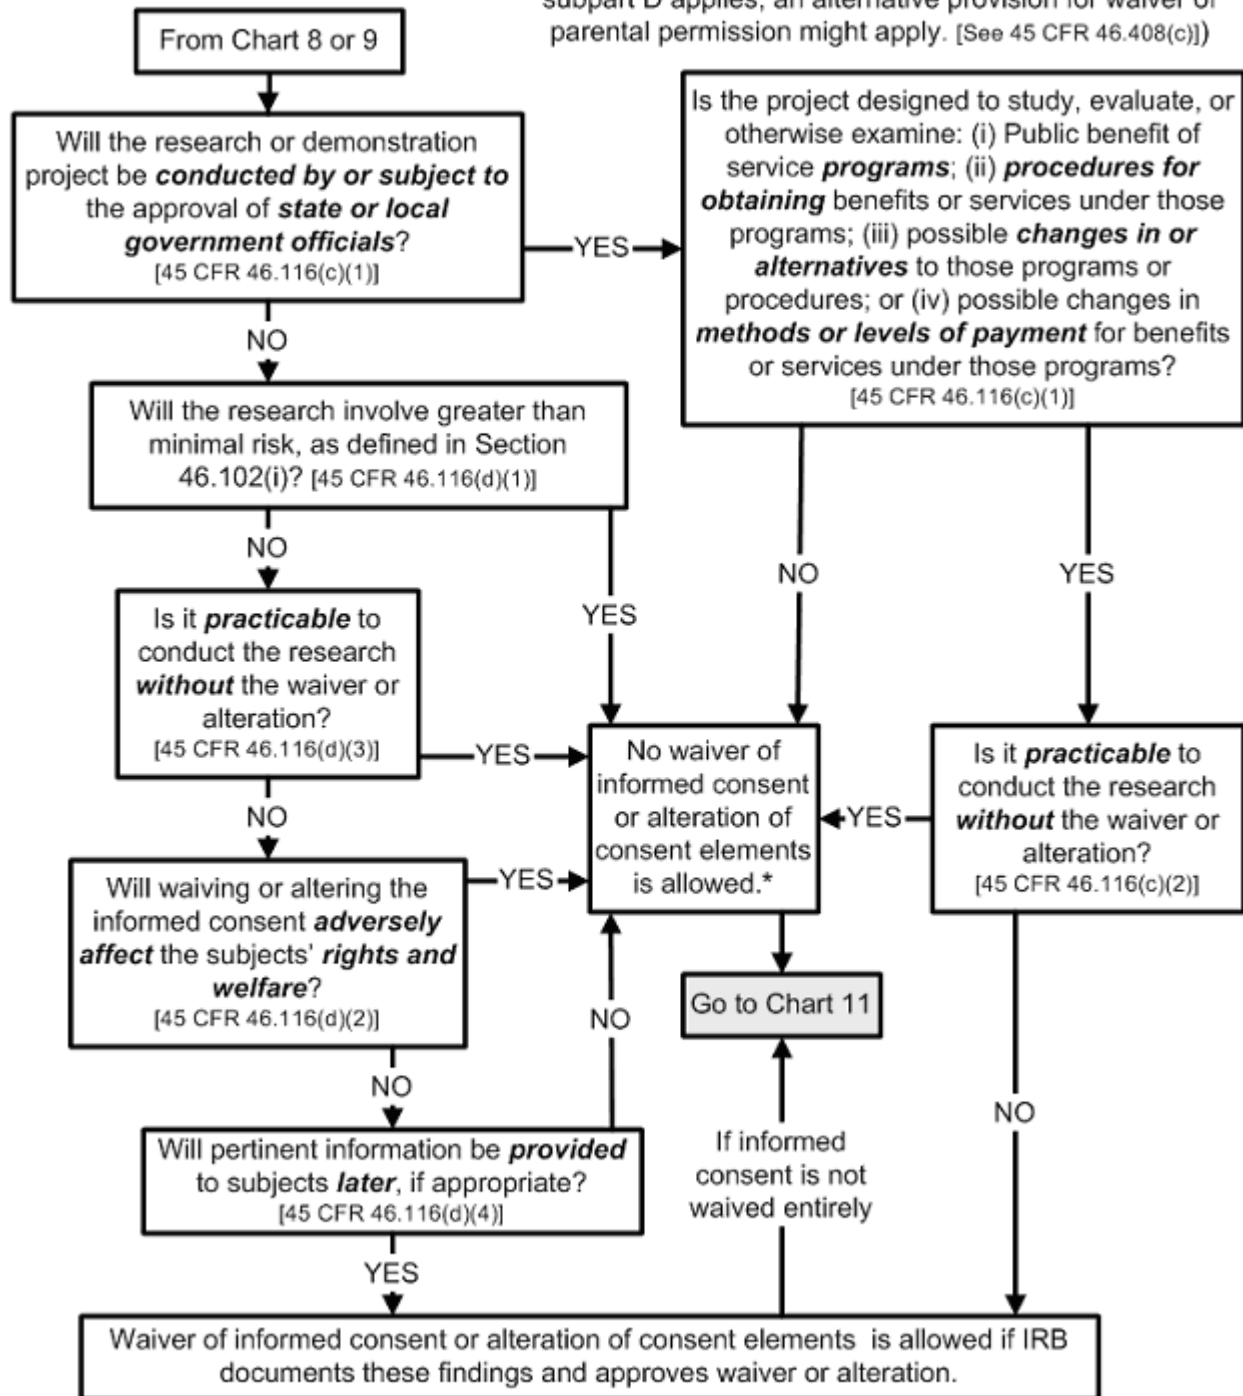 subpart D applies, an alternative provision for waiver of
parental permission might apply. [See 45 CFR 46.408(c)])
From Chart 8 or 9
Will the research or demonstration
project be conducted by or subject to
the approval of state or local
government officials?
[45 CFR 46.116(c)(1)]
YES
Is the project designed to study, evaluate, or
otherwise examine: (i) Public benefit of
service programs; (ii) procedures for
obtaining benefits or services under those
programs; (iii) possible changes in or
alternatives to those programs or
procedures; or (iv) possible changes in
methods or levels of payment for benefits
or services under those programs?
[45 CFR 46.116(c)(1)]
NO
Will the research involve greater than
minimal risk, as defined in Section
46.102(i)? [45 CFR 46.116(d)(1)]
NO
YES
NO
YES
Is it practicable to
conduct the research
without the waiver or
alteration?
[45 CFR 46.116(d)(3)]
YES
No waiver of
informed consent
or alteration of
consent elements
is allowed.*
YES
Is it practicable to
conduct the research
without the waiver or
alteration?
[45 CFR 46.116(c)(2)]
NO
Will waiving or altering the
informed consent adversely
affect the subjects' rights and
welfare?
[45 CFR 46.116(d)(2)]
YES
Go to Chart 11
NO
NO
NO
Will pertinent information be provided
to subjects later, if appropriate?
[45 CFR 46.116(d)(4)]
If informed
consent is not
waived entirely
YES
Waiver of informed consent or alteration of consent elements is allowed if IRB
documents these findings and approves waiver or alteration.